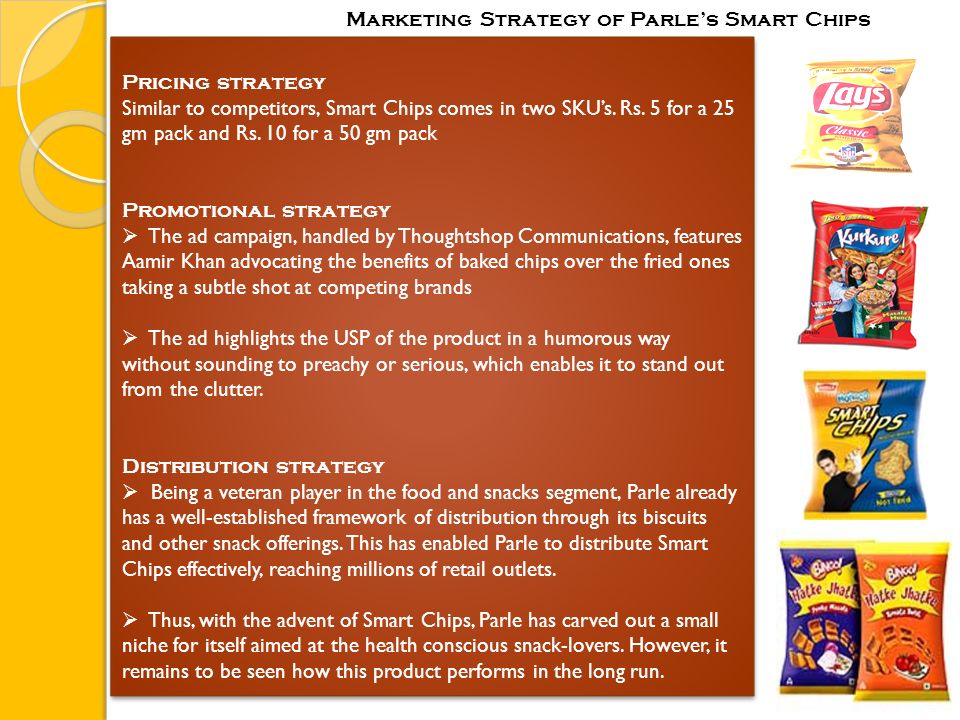 Marketing Strategy of Parle's Smart Chips
Pricing strategy
Similar to competitors, Smart Chips comes in two SKU's. Rs. 5 for a 25
gm pack and Rs. 10 for a 50 gm pack
Promotional strategy
➢ The ad campaign, handled by Thoughtshop Communications, features
Aamir Khan advocating the benefits of baked chips over the fried ones
taking a subtle shot at competing brands
➢ The ad highlights the USP of the product in a humorous way
without sounding to preachy or serious, which enables it to stand out
from the clutter.
Distribution strategy
➢ Being a veteran player in the food and snacks segment, Parle already
has a well-established framework of distribution through its biscuits
and other snack offerings. This has enabled Parle to distribute Smart
Chips effectively, reaching millions of retail outlets.
➢ Thus, with the advent of Smart Chips, Parle has carved out a small
niche for itself aimed at the health conscious snack-lovers. However, it
remains to be seen how this product performs in the long run.
Lays
Classic
Kurkure
Masala
Munch
Monaco
SMART
CHIPS
NOT FRIED
BINGO!
Hatke Jhatke
BINGO!
Hatke Jhatke